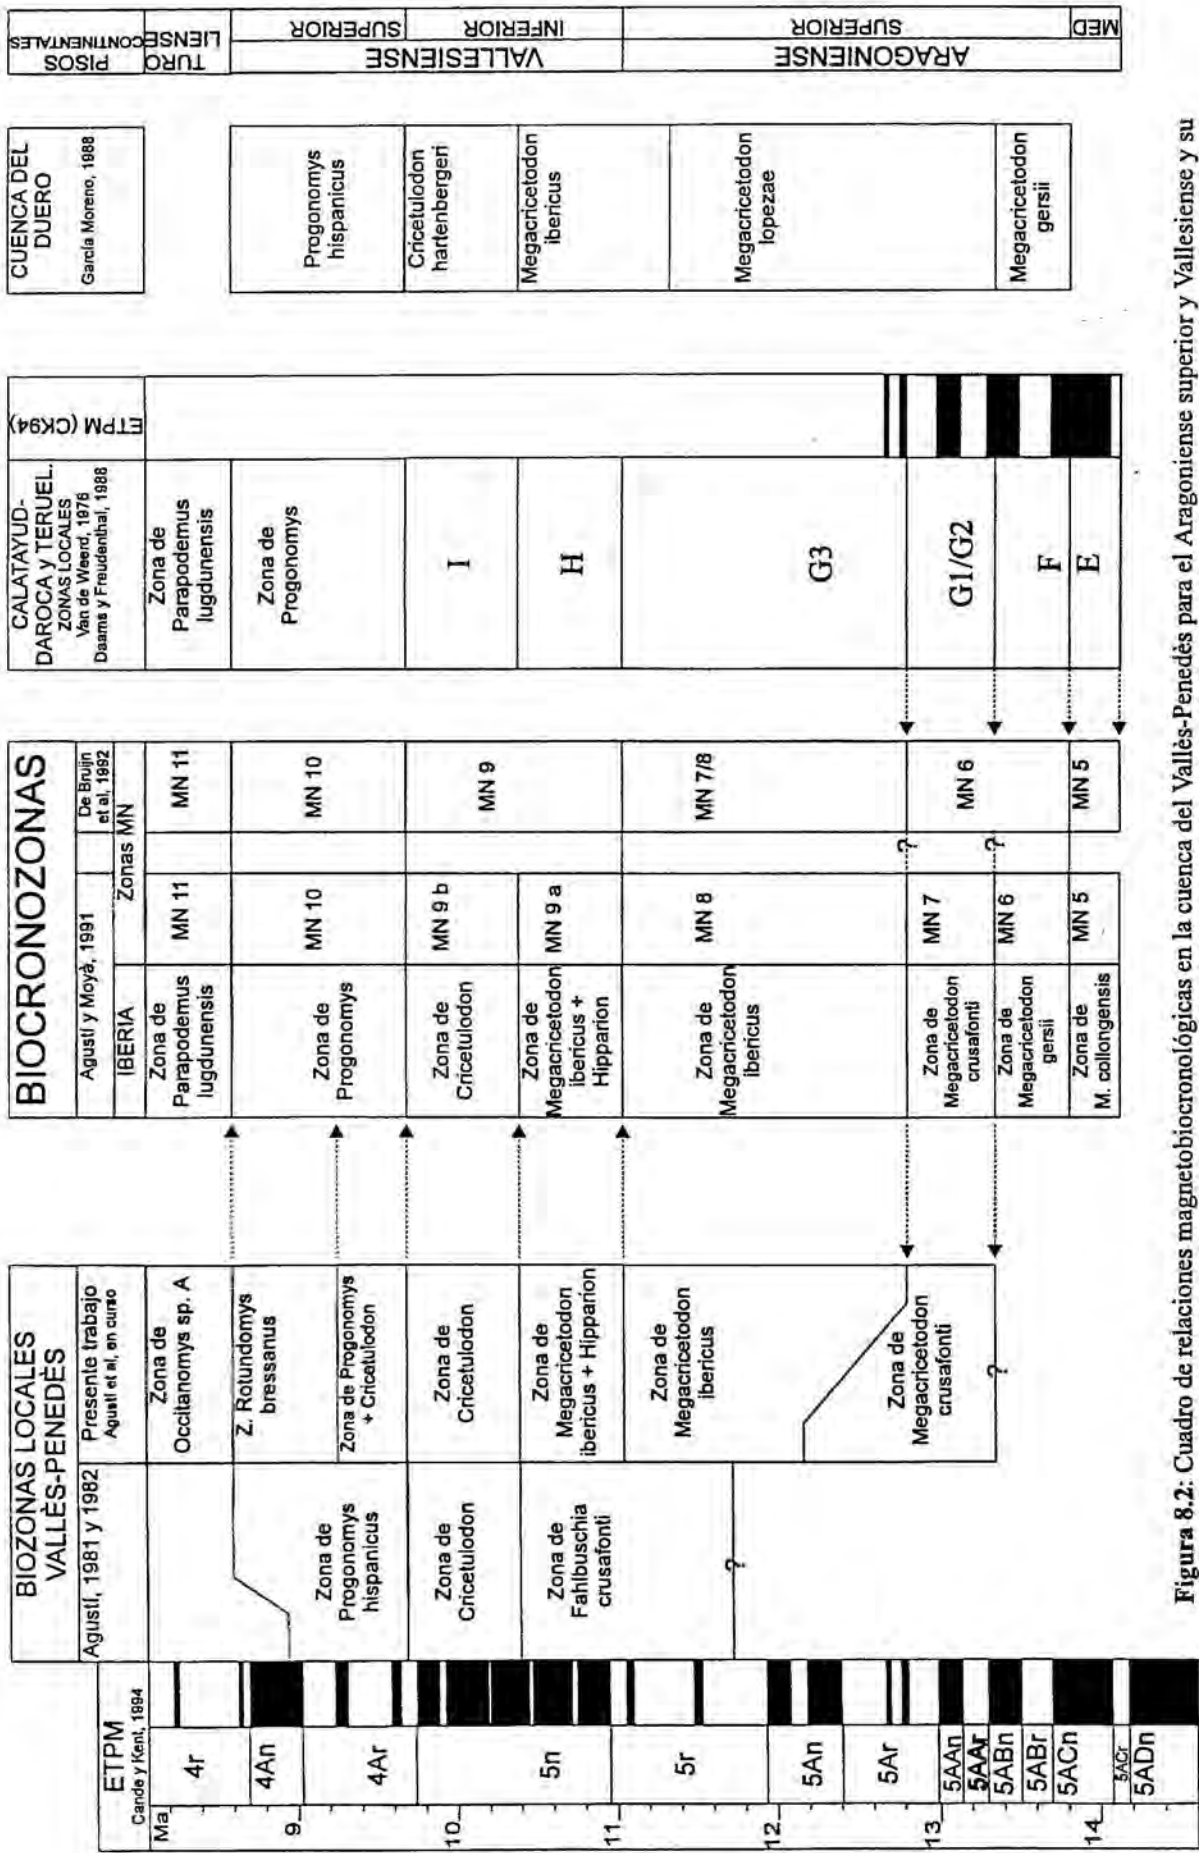 ETPM
Cande y Kent, 1994
Ma
9
10
11
12
13
14
4r
4An
4Ar
5n
5r
5An
5Ar
5AAn
5AAr
5ABn
5ABr
5ACn
5ACr
5ADn
BIOZONAS LOCALES
VALLÈS-PENEDÈS
Agustí, 1981 y 1982
Zona de
Progonomys
hispanicus
Zona de
Cricetulodon
Zona de
Fahlbuschia
crusafonti
?
Presente trabajo
Agustí et al, en curso
Zona de
Occitanomys sp. A
Z. Rotundomys
bressanus
Zona de Progonomys
+ Cricetulodon
Zona de
Cricetulodon
Zona de
Megacricetodon
ibericus + Hipparion
Zona de
Megacricetodon
ibericus
Zona de
Megacricetodon
crusafonti
?
BIOCRONOZONAS
Agustí y Moyà, 1991
IBERIA
Zona de
Parapodemus
lugdunensis
Zona de
Progonomys
Zona de
Cricetulodon
Zona de
Megacricetodon
ibericus +
Hipparion
Zona de
Megacricetodon
ibericus
Zona de
Megacricetodon
crusafonti
Zona de
Megacricetodon
gersii
Zona de
M. collongensis
Zonas MN
MN 11
MN 10
MN 9 b
MN 9 a
MN 8
MN 7
MN 6
MN 5
?
?
De Bruijn
et al, 1992
MN 11
MN 10
MN 9
MN 7/8
MN 6
MN 5
CALATAYUD-
DAROCA y TERUEL.
ZONAS LOCALES
Van de Weerd, 1976
Daams y Freudenthal, 1988
Zona de
Parapodemus
lugdunensis
Zona de
Progonomys
I
H
G3
G1/G2
F
E
ETPM (CK94)
CUENCA DEL
DUERO
García Moreno, 1988
Progonomys
hispanicus
Cricetulodon
hartenbergeri
Megacricetodon
ibericus
Megacricetodon
lopezae
Megacricetodon
gersii
PISOS
CONTINENTALES
TURO
LIENSE
VALLESIENSE
SUPERIOR
INFERIOR
ARAGONIENSE
SUPERIOR
MED
Figura 8.2: Cuadro de relaciones magnetobiocronológicas en la cuenca del Vallès-Penedès para el Aragoniense superior y Vallesiense y su